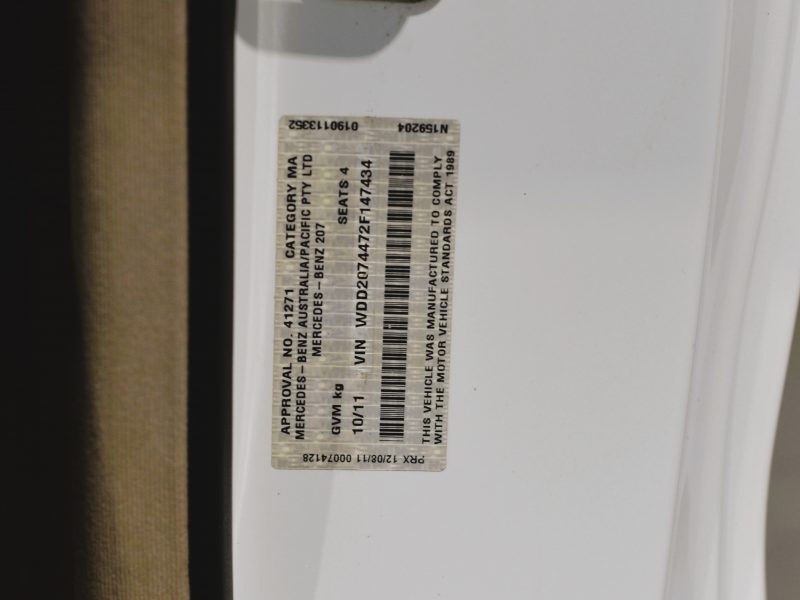 APPROVAL NO. 41271 CATEGORY MA
MERCEDES-BENZ AUSTRALIA/PACIFIC PTY LTD
MERCEDES-BENZ 207
GVM kg SEATS 4
10/11 VIN WDD2074472F147434
THIS VEHICLE WAS MANUFACTURED TO COMPLY
WITH THE MOTOR VEHICLE STANDARDS ACT 1989
0190113352
N159204
PRX 12/08/11 00074128